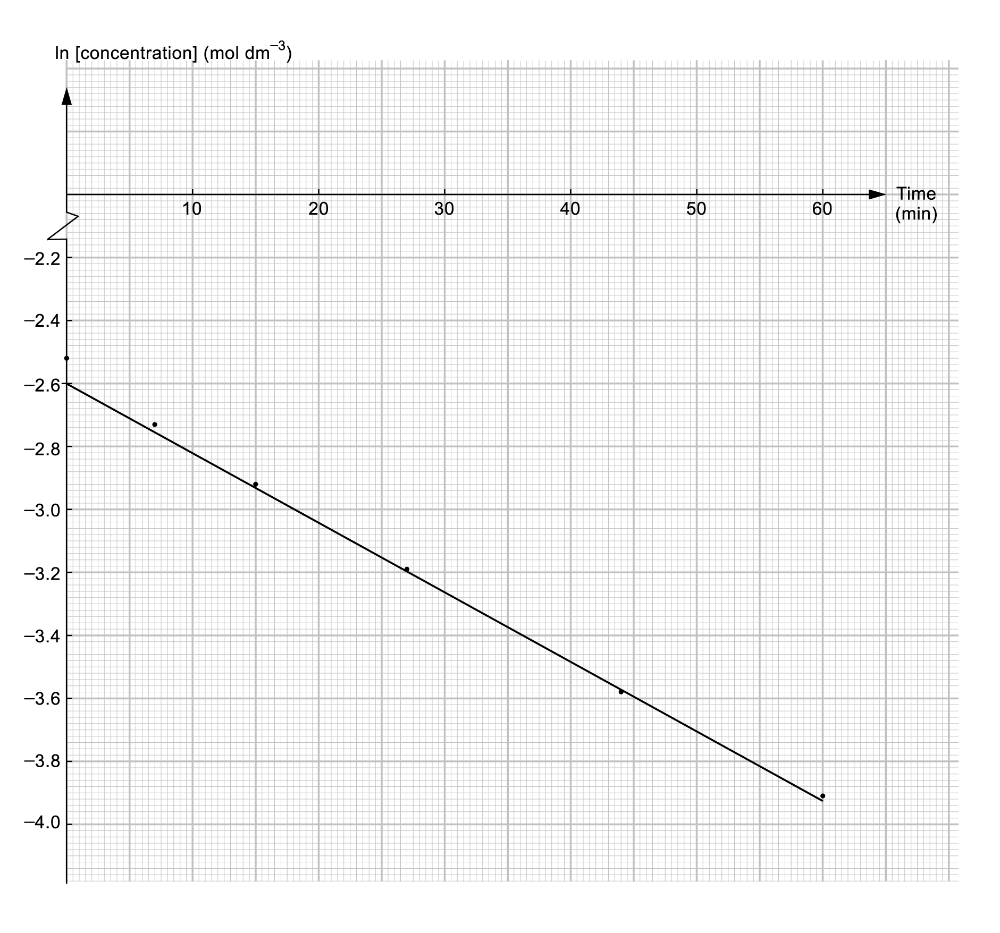 ln [concentration] (mol dm⁻³)
Time
(min)
10 20 30 40 50 60
–2.2
–2.4
–2.6
–2.8
–3.0
–3.2
–3.4
–3.6
–3.8
–4.0